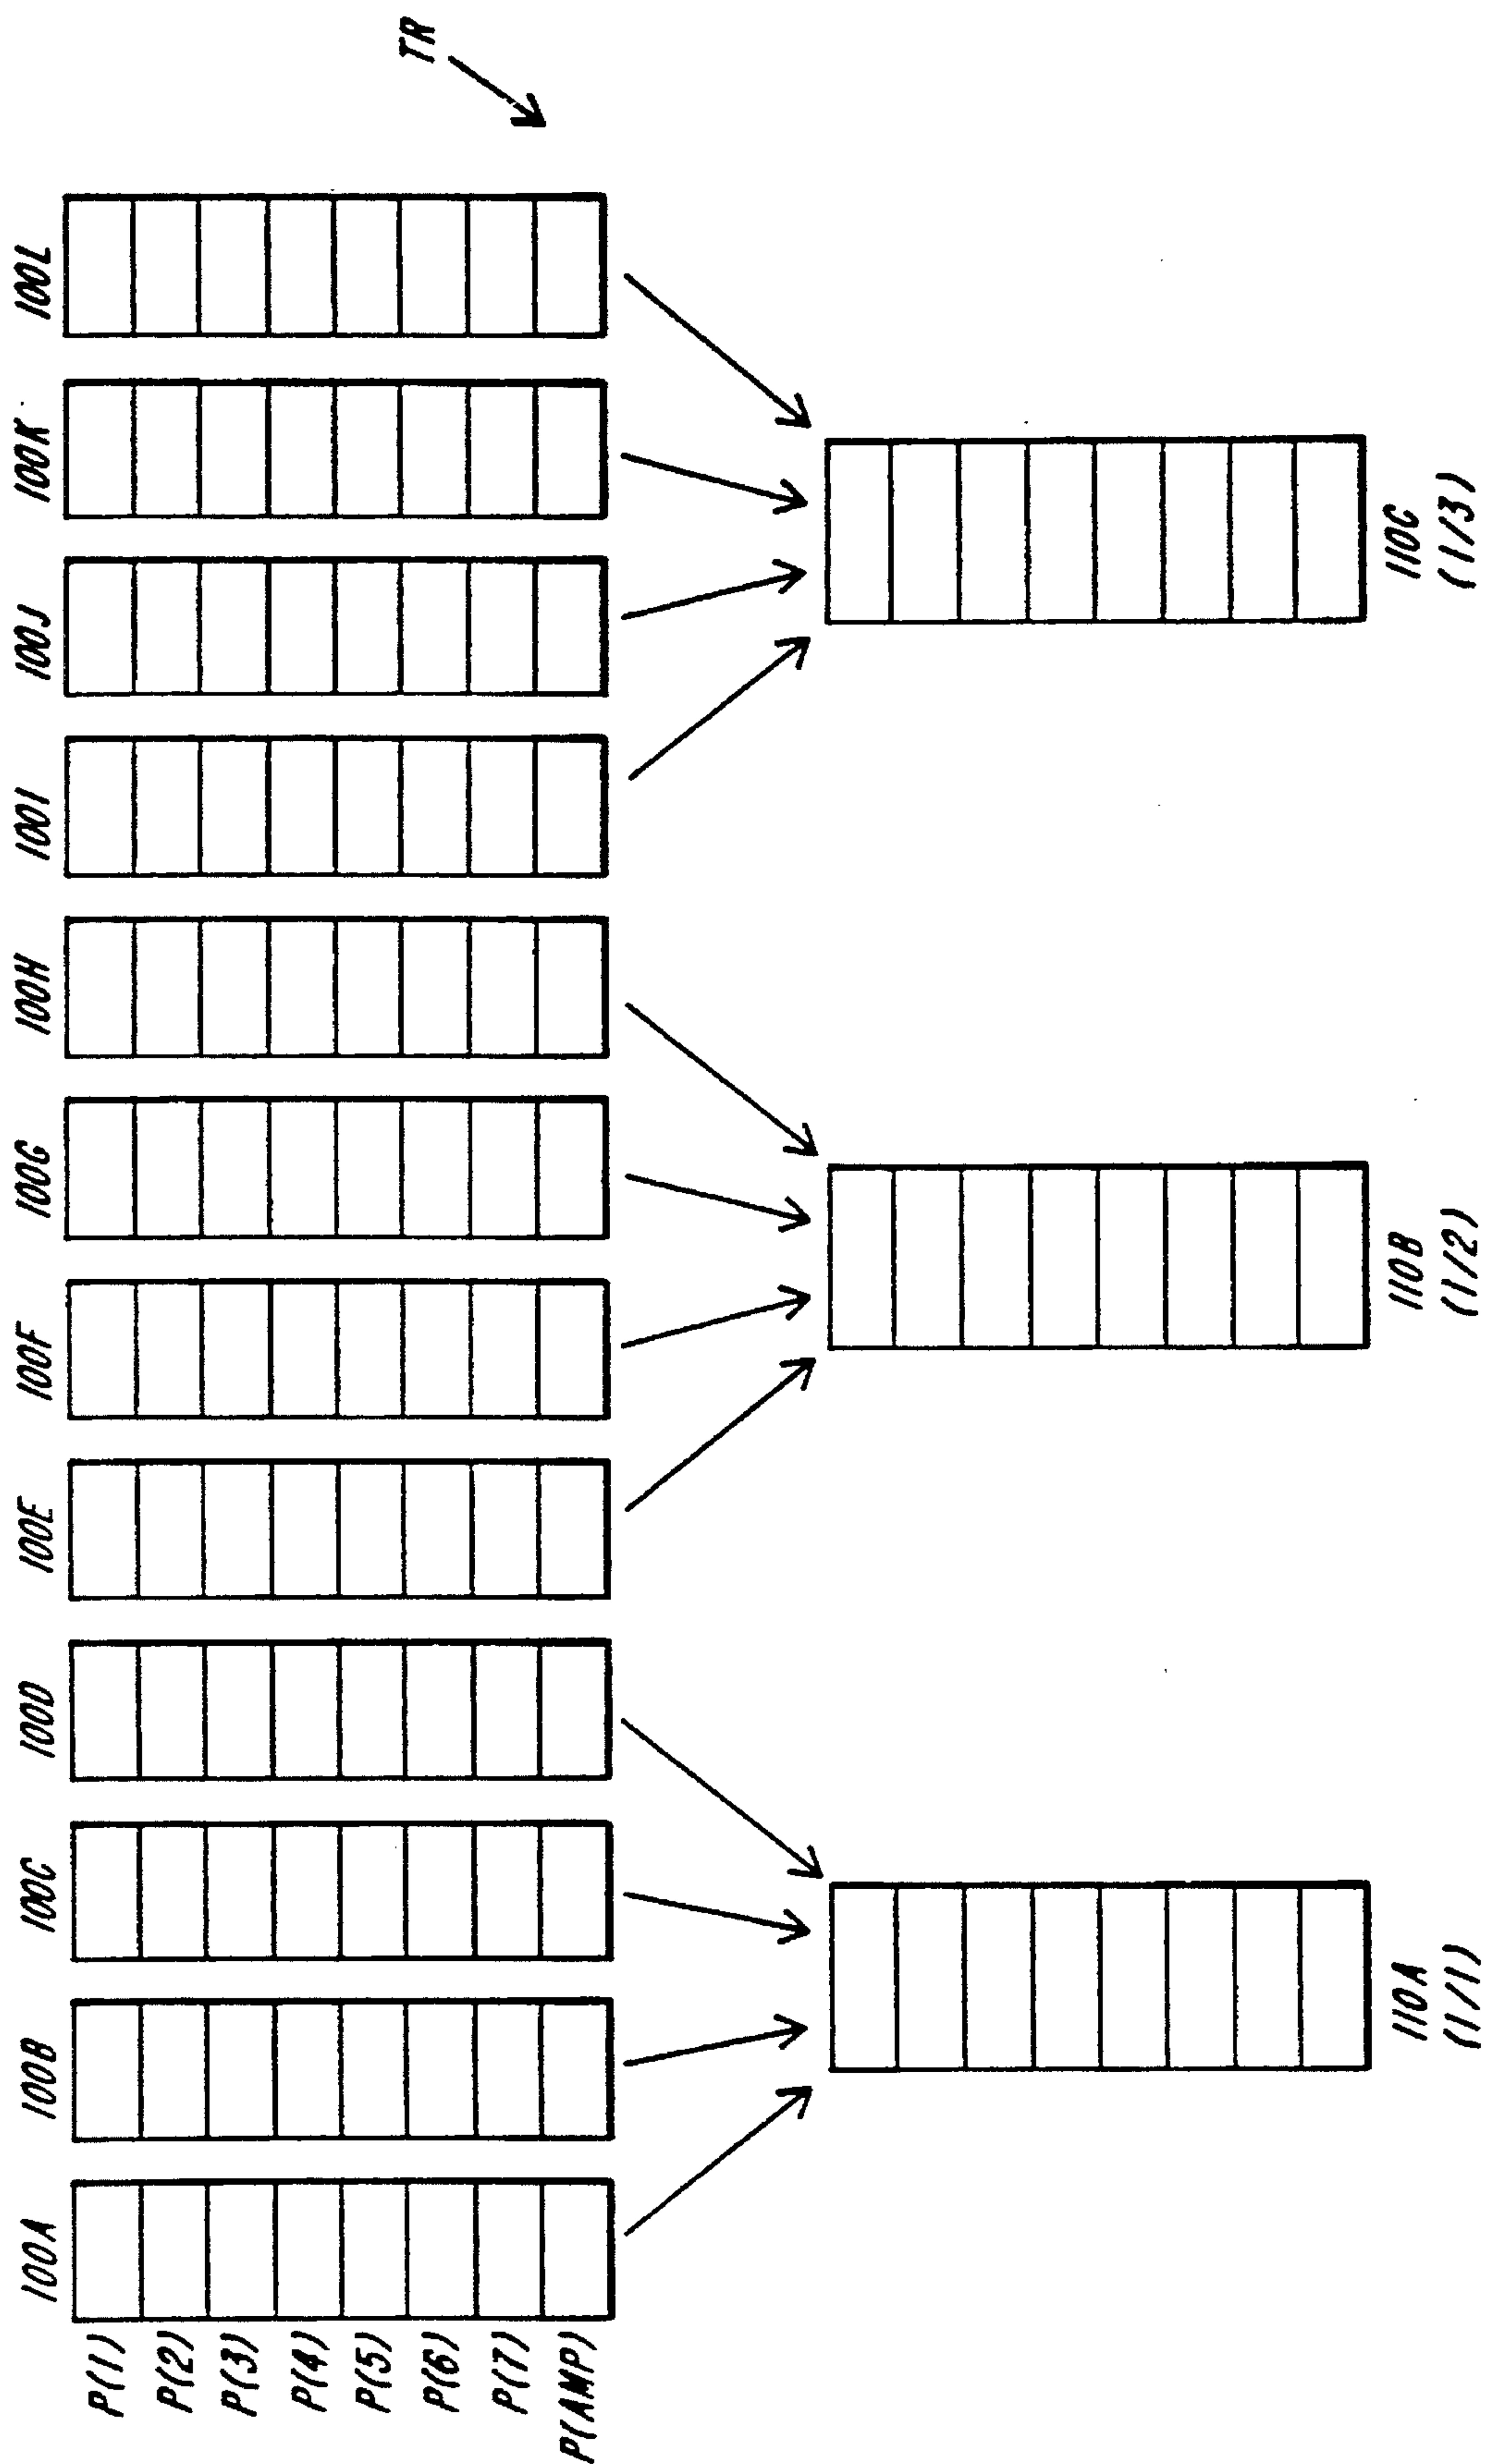 TR
100A 100B 100C 100D 100E 100F 100G 100H 100I 100J 100K 100L
P(1)
P(2)
P(3)
P(4)
P(5)
P(6)
P(7)
P(AMP)
110A 110B 110C
(1/1) (1/2) (1/3)